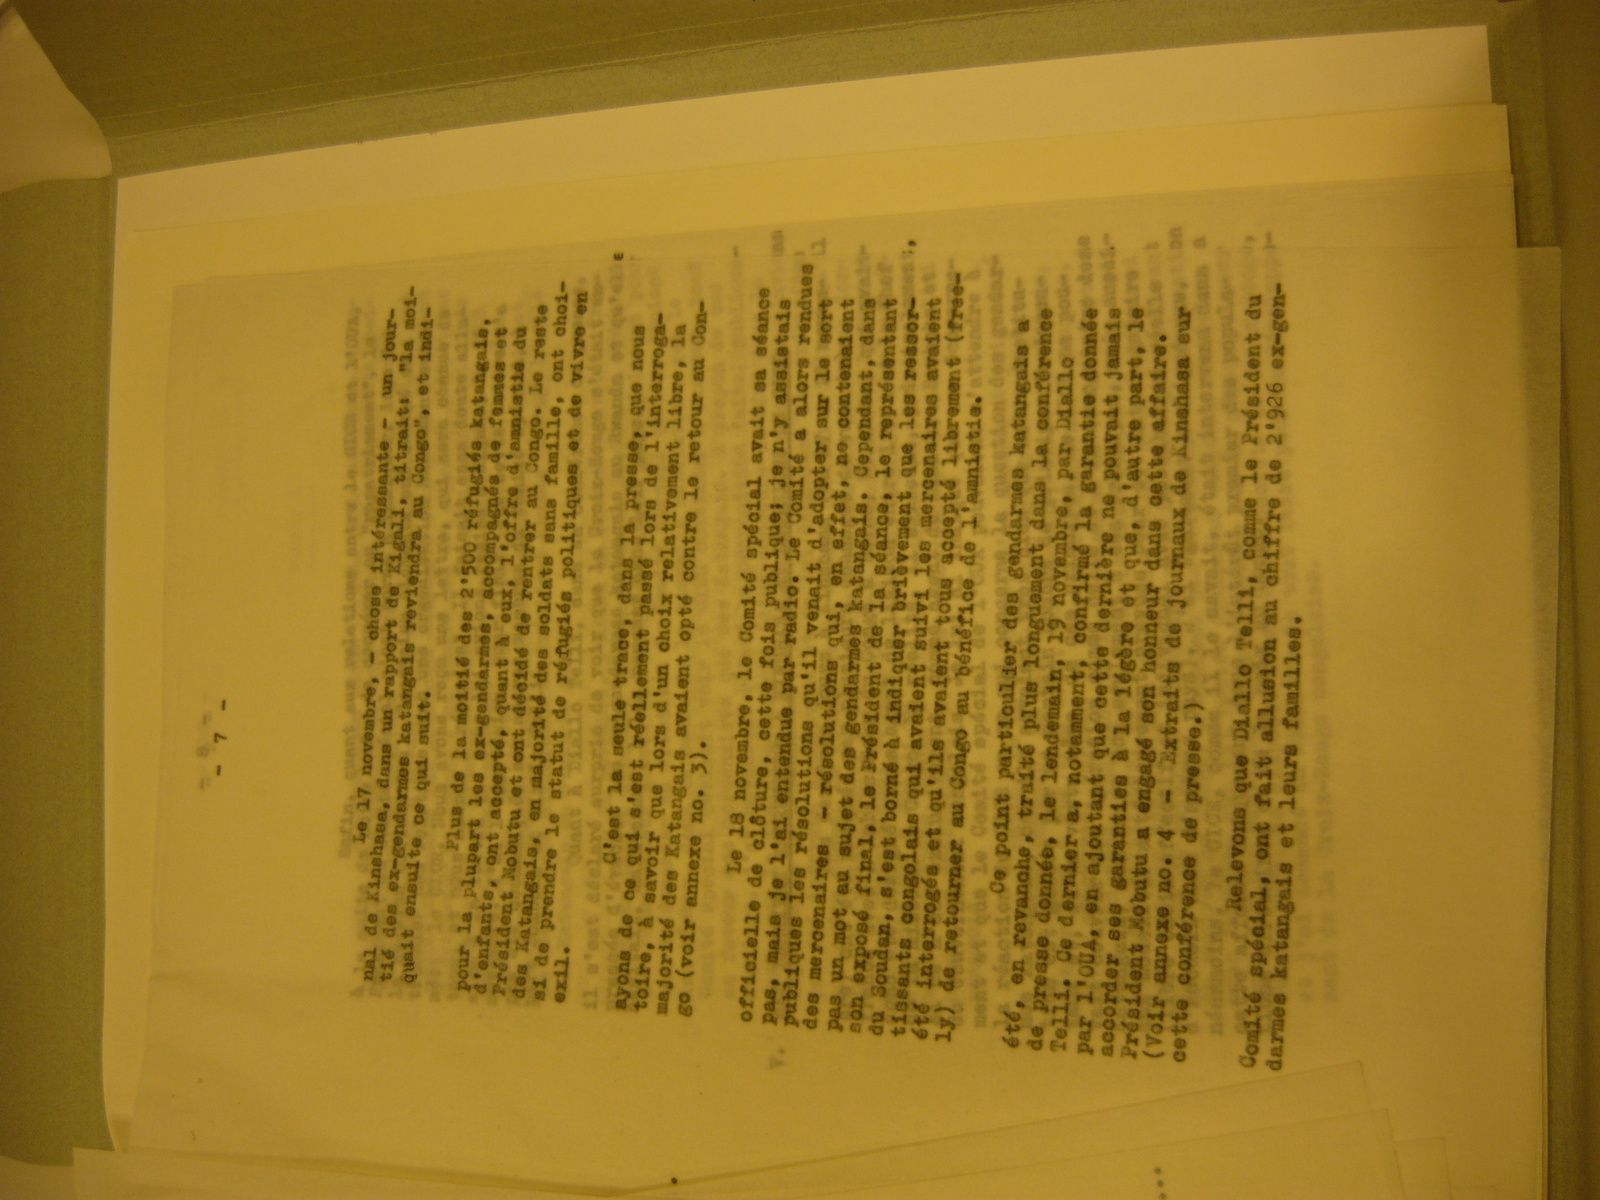 - 7 -
Le 17 novembre, - chose intéressante - un jour-
nal de Kinshasa, dans un rapport de Kigali, titrait: "la moi-
tié des ex-gendarmes katangais reviendra au Congo", et indi-
quait ensuite ce qui suit.
Plus de la moitié des 2'500 réfugiés katangais,
pour la plupart les ex-gendarmes, accompagnés de femmes et
d'enfants, ont accepté, quant à eux, l'offre d'amnistie du
Président Mobutu et ont décidé de rentrer au Congo. Le reste
des Katangais, en majorité des soldats sans famille, ont choi-
si de prendre le statut de réfugiés politiques et de vivre en
exil.
C'est la seule trace, dans la presse, que nous
ayons de ce qui s'est réellement passé lors de l'interroga-
toire, à savoir que lors d'un choix relativement libre, la
majorité des Katangais avaient opté contre le retour au Con-
go (voir annexe no. 3).
Le 18 novembre, le Comité spécial avait sa séance
officielle de clôture, cette fois publique; je n'y assistais
pas, mais je l'ai entendue par radio. Le Comité a alors rendues
publiques les résolutions qu'il venait d'adopter sur le sort
des mercenaires - résolutions qui, en effet, ne contenaient
pas un mot au sujet des gendarmes katangais. Cependant, dans
son exposé final, le Président de la séance, le représentant
du Soudan, s'est borné à indiquer brièvement que les ressor-
tissants congolais qui avaient suivi les mercenaires avaient
été interrogés et qu'ils avaient tous accepté librement (free-
ly) de retourner au Congo au bénéfice de l'amnistie.
Ce point particulier des gendarmes katangais a
été, en revanche, traité plus longuement dans la conférence
de presse donnée, le lendemain, 19 novembre, par Diallo
Telli. Ce dernier a, notamment, confirmé la garantie donnée
par l'OUA, en ajoutant que cette dernière ne pouvait jamais
accorder ses garanties à la légère et que, d'autre part, le
Président Mobutu a engagé son honneur dans cette affaire.
(Voir annexe no. 4 - Extraits de journaux de Kinshasa sur
cette conférence de presse.)
Relevons que Diallo Telli, comme le Président du
Comité spécial, ont fait allusion au chiffre de 2'926 ex-gen-
darmes katangais et leurs familles.